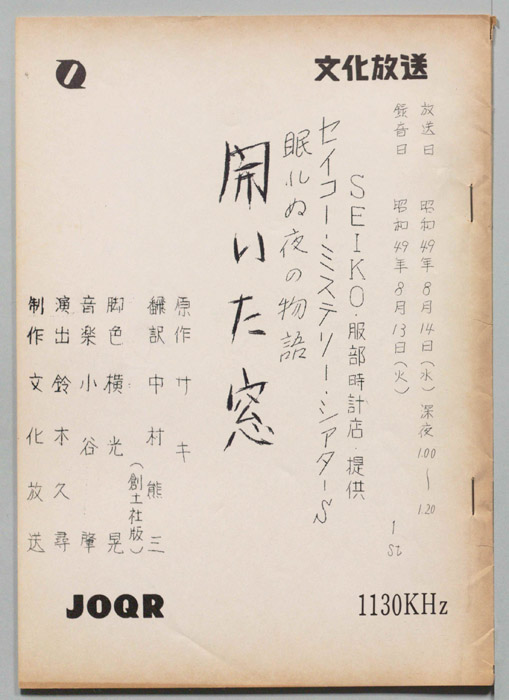 文化放送
放送日 昭和49年8月14日(水)深夜1.00〜1.20
録音日 昭和49年8月13日(火) 1st
SEIKO・服部時計店・提供
セイコー・ミステリー・シアターS
眠れぬ夜の物語
開いた窓
原作 サキ
翻訳 中村熊三
(創土社版)
脚色 横光晃
音楽 小谷肇
演出 鈴木久尋
制作 文化放送
JOQR
1130KHz